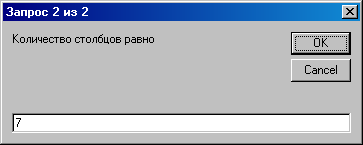 Запрос 2 из 2
Количество столбцов равно
OK
Cancel
7